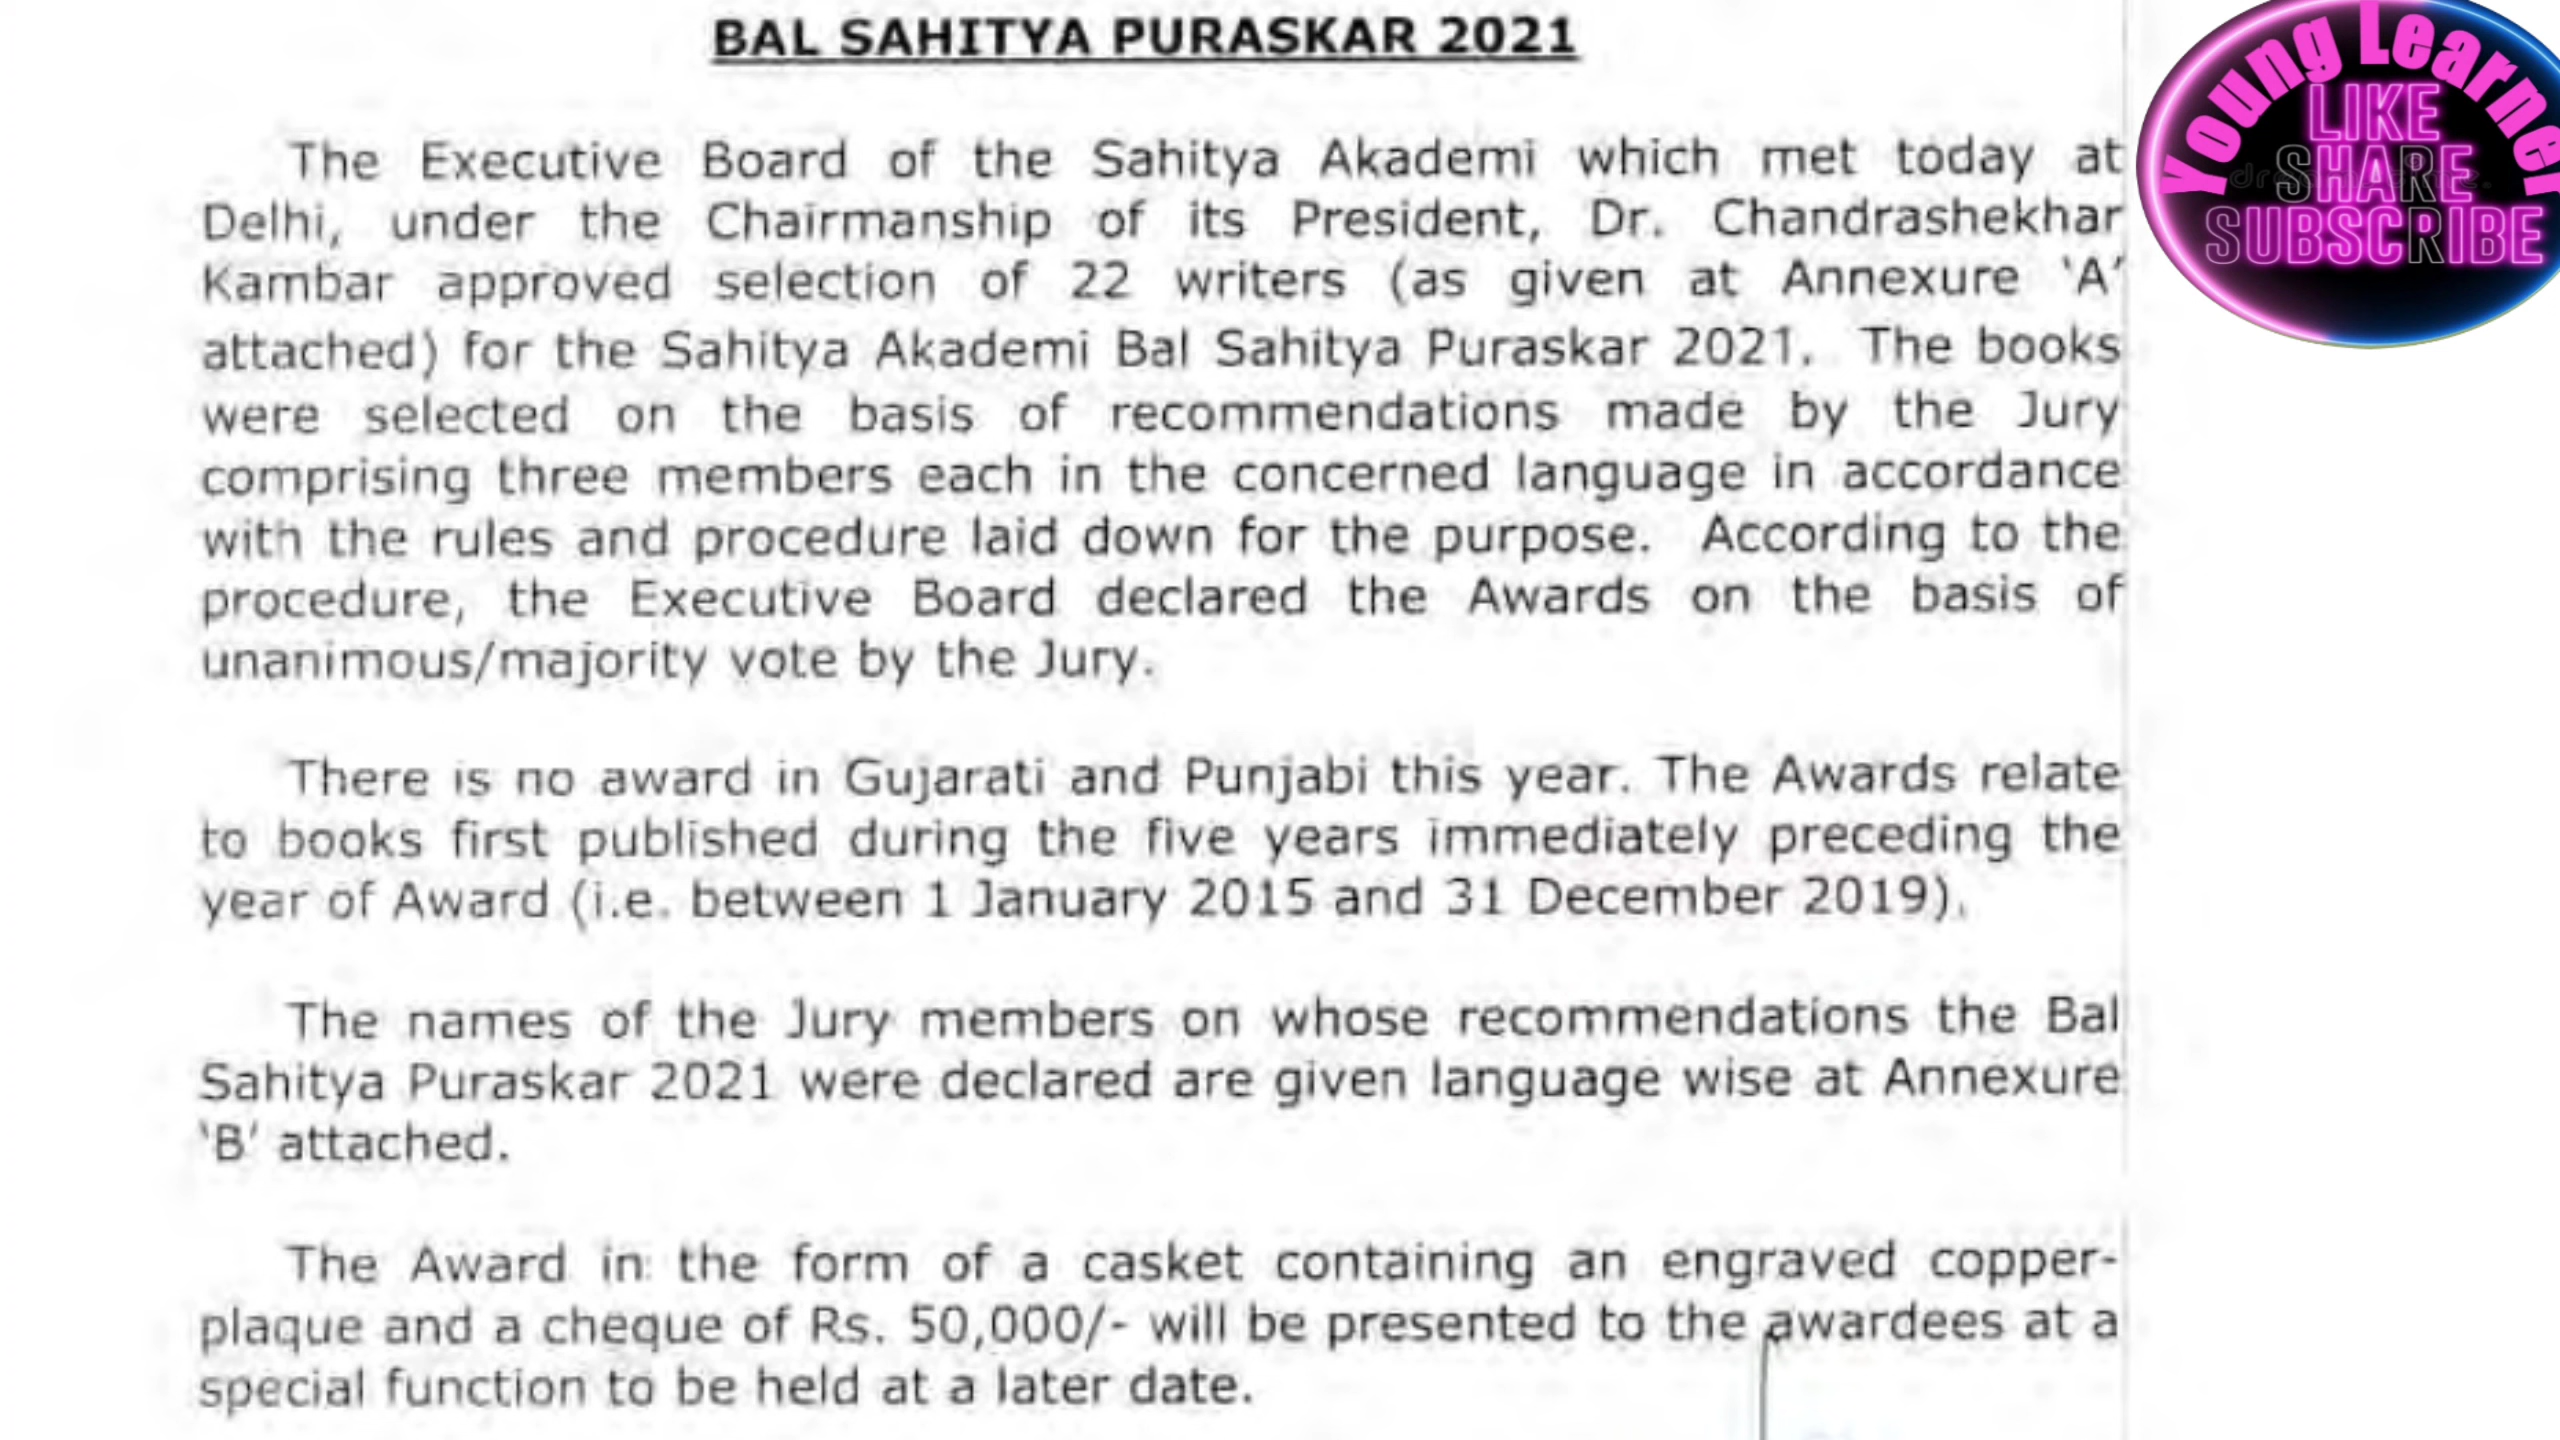 BAL SAHITYA PURASKAR 2021
The Executive Board of the Sahitya Akademi which met today at
Delhi, under the Chairmanship of its President, Dr. Chandrashekhar
Kambar approved selection of 22 writers (as given at Annexure ‘A’
attached) for the Sahitya Akademi Bal Sahitya Puraskar 2021. The books
were selected on the basis of recommendations made by the Jury
comprising three members each in the concerned language in accordance
with the rules and procedure laid down for the purpose. According to the
procedure, the Executive Board declared the Awards on the basis of
unanimous/majority vote by the Jury.
There is no award in Gujarati and Punjabi this year. The Awards relate
to books first published during the five years immediately preceding the
year of Award (i.e. between 1 January 2015 and 31 December 2019).
The names of the Jury members on whose recommendations the Bal
Sahitya Puraskar 2021 were declared are given language wise at Annexure
‘B’ attached.
The Award in the form of a casket containing an engraved copper-
plaque and a cheque of Rs. 50,000/- will be presented to the awardees at a
special function to be held at a later date.
Young Learner
LIKE
SHARE
SUBSCRIBE